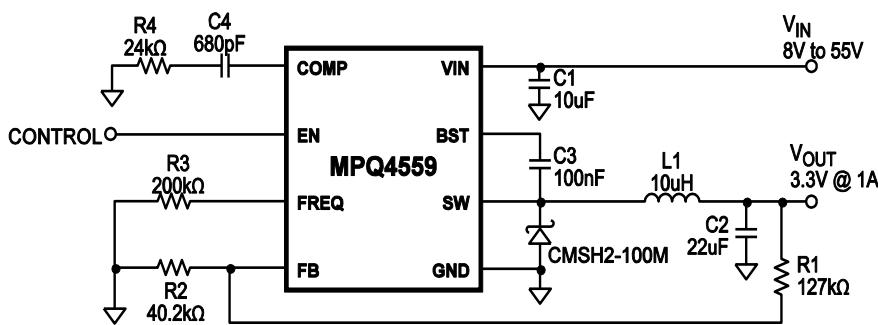 R4
24kΩ
C4
680pF
COMP
VIN
V_IN
8V to 55V
C1
10uF
CONTROL
EN
BST
MPQ4559
C3
100nF
R3
200kΩ
FREQ
SW
L1
10uH
V_OUT
3.3V @ 1A
C2
22uF
CMSH2-100M
FB
GND
R2
40.2kΩ
R1
127kΩ